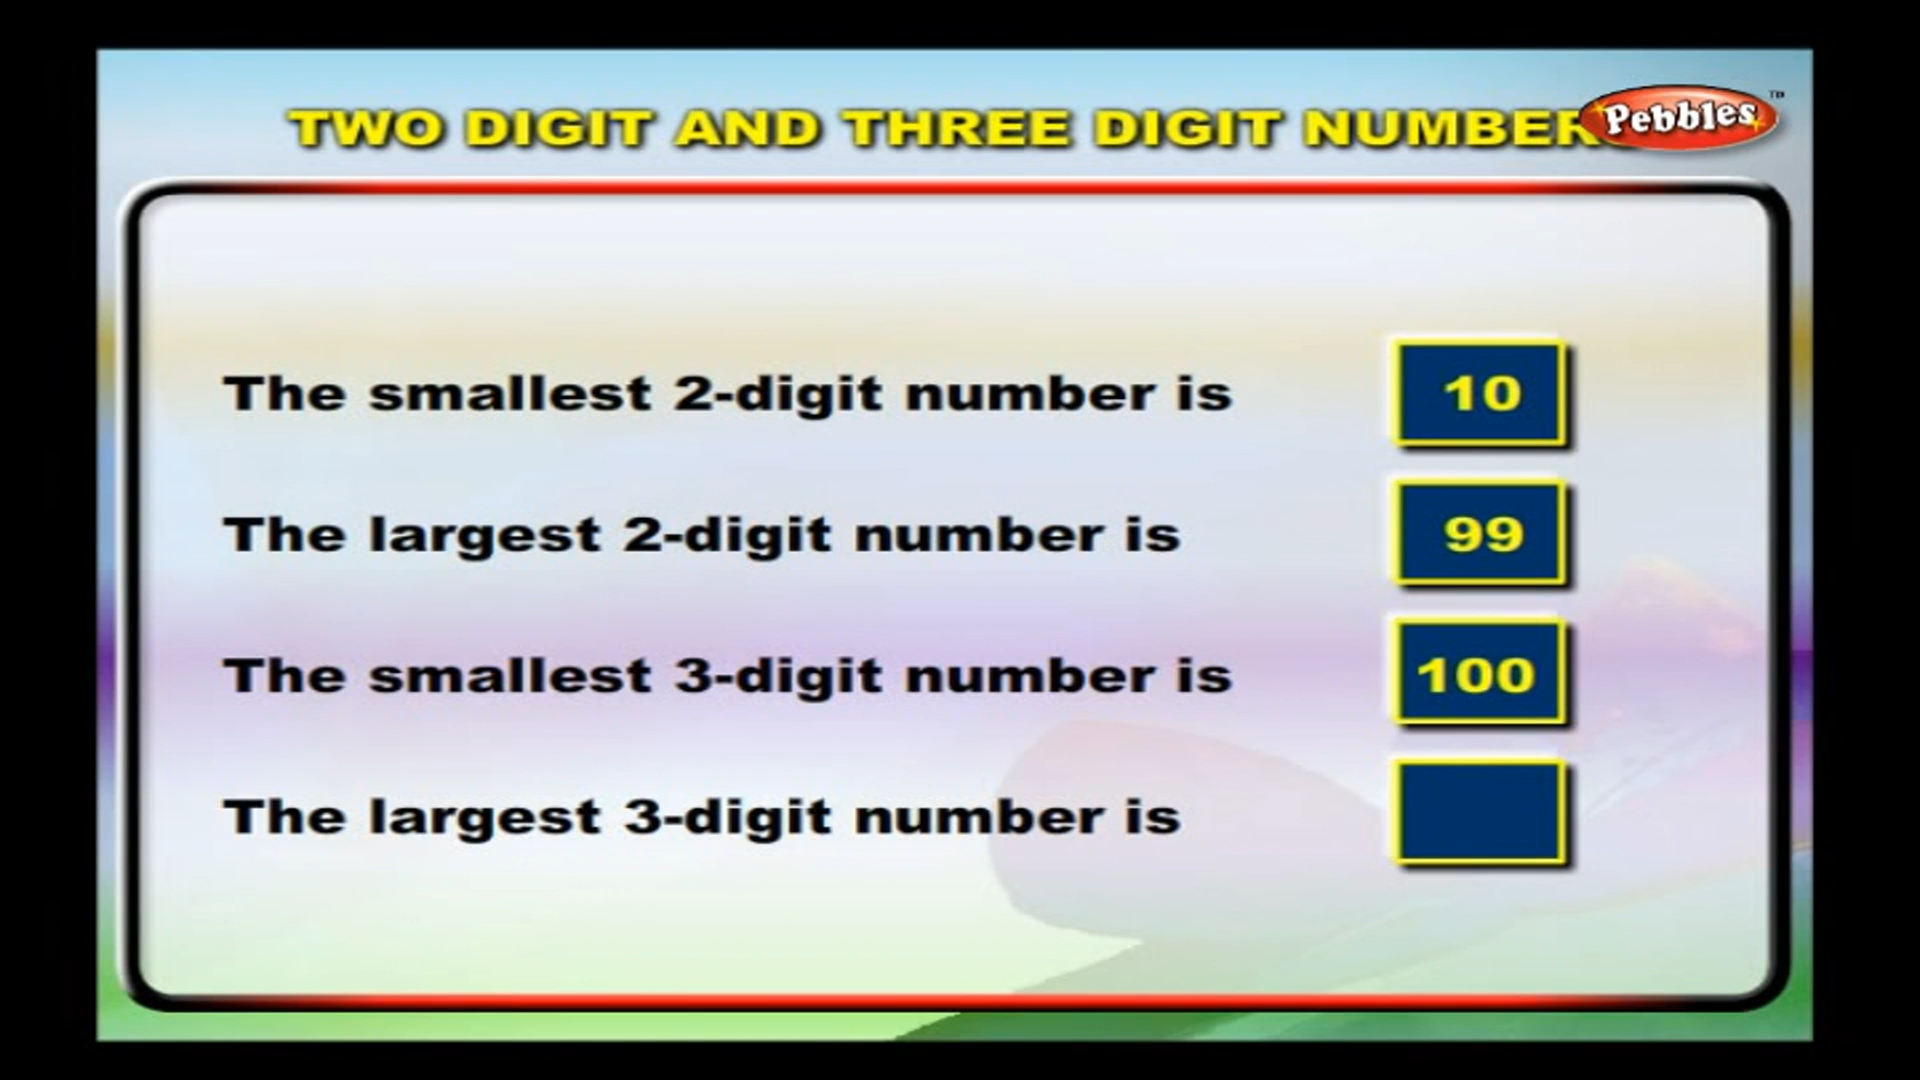 TWO DIGIT AND THREE DIGIT NUMBER
Pebbles™
The smallest 2-digit number is 10
The largest 2-digit number is 99
The smallest 3-digit number is 100
The largest 3-digit number is